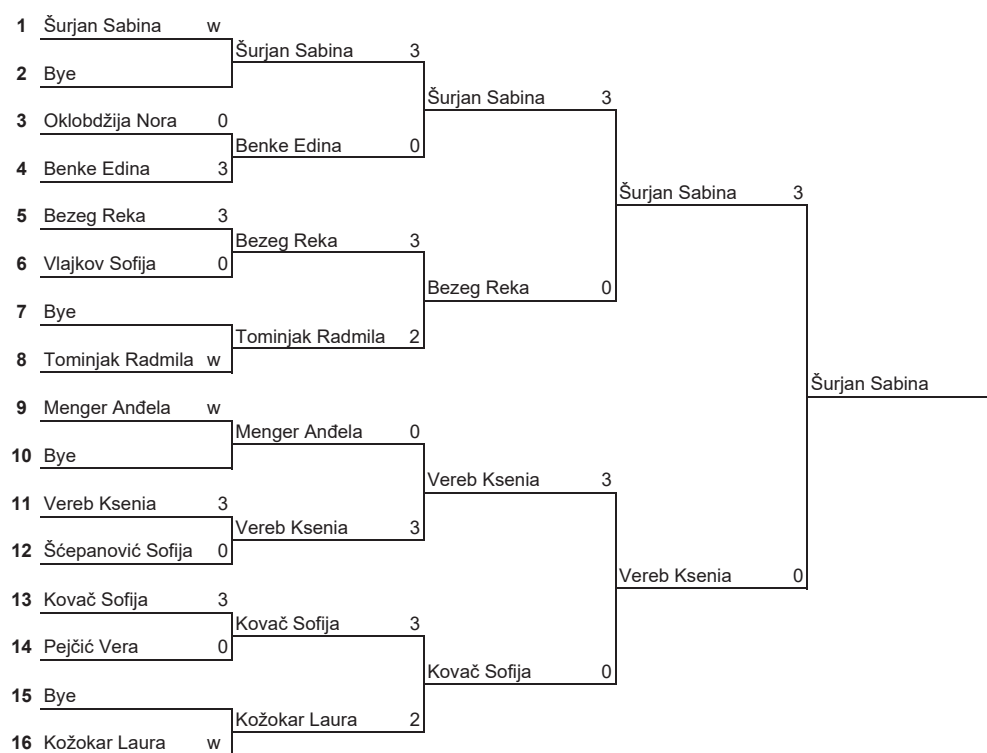 1 Šurjan Sabina w
Šurjan Sabina 3
2 Bye
Šurjan Sabina 3
3 Oklobdžija Nora 0
Benke Edina 0
4 Benke Edina 3
Šurjan Sabina 3
5 Bezeg Reka 3
Bezeg Reka 3
6 Vlajkov Sofija 0
Bezeg Reka 0
7 Bye
Tominjak Radmila 2
8 Tominjak Radmila w
Šurjan Sabina
9 Menger Anđela w
Menger Anđela 0
10 Bye
Vereb Ksenia 3
11 Vereb Ksenia 3
Vereb Ksenia 3
12 Šćepanović Sofija 0
Vereb Ksenia 0
13 Kovač Sofija 3
Kovač Sofija 3
14 Pejčić Vera 0
Kovač Sofija 0
15 Bye
Kožokar Laura 2
16 Kožokar Laura w